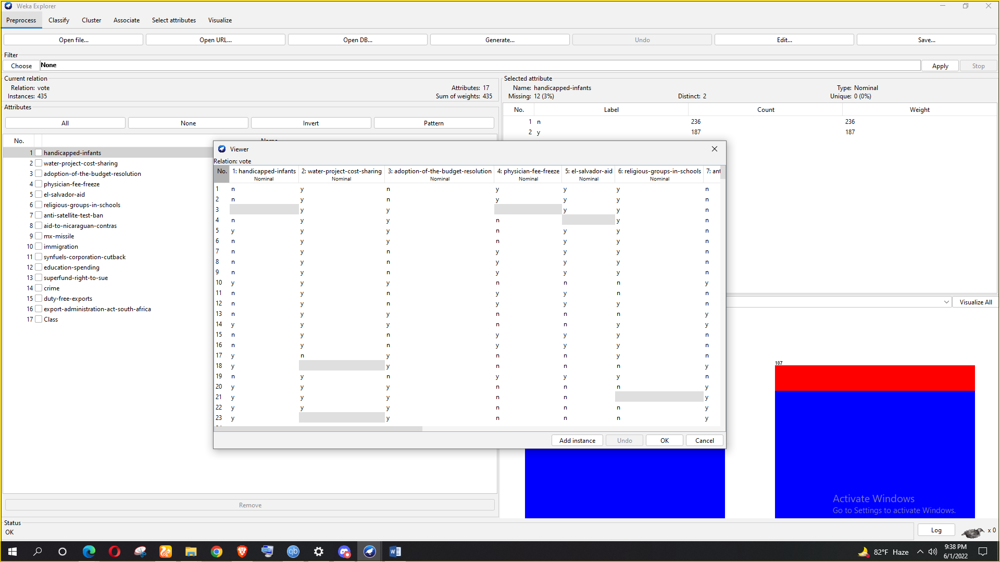 Weka Explorer
Preprocess Classify Cluster Associate Select attributes Visualize
Open file... Open URL... Open DB... Generate... Undo Edit... Save...
Filter
Choose None Apply Stop
Current relation
Relation: vote Attributes: 17
Instances: 435 Sum of weights: 435
Selected attribute
Name: handicapped-infants Type: Nominal
Missing: 12 (3%) Distinct: 2 Unique: 0 (0%)
No. Label Count Weight
1 n 236 236
2 y 187 187
Attributes
All None Invert Pattern
No.
1 handicapped-infants
2 water-project-cost-sharing
3 adoption-of-the-budget-resolution
4 physician-fee-freeze
5 el-salvador-aid
6 religious-groups-in-schools
7 anti-satellite-test-ban
8 aid-to-nicaraguan-contras
9 mx-missile
10 immigration
11 synfuels-corporation-cutback
12 education-spending
13 superfund-right-to-sue
14 crime
15 duty-free-exports
16 export-administration-act-south-africa
17 Class
Remove
Viewer
Relation: vote
No. 1: handicapped-infants 2: water-project-cost-sharing 3: adoption-of-the-budget-resolution 4: physician-fee-freeze 5: el-salvador-aid 6: religious-groups-in-schools 7: ant
Nominal Nominal Nominal Nominal Nominal Nominal
1 n y n y y y n
2 n y n y y y n
3 y y y y n
4 n y y n y n
5 y y y n y y n
6 n y y n y y n
7 n y n y y y n
8 n y n y y y n
9 n y n y y y n
10 y y y n n n y
11 n y n y y n n
12 n y n y y y n
13 n y y n n n y
14 y y y n n y y
15 n y n y y y n
16 n y n y y y n
17 y n y n n y n
18 y y n n n y
19 n y n y y y n
20 y y y n n n y
21 y y y n n y
22 y y y n n n y
23 y y n n n y
Add instance Undo OK Cancel
Visualize All
187
Activate Windows
Go to Settings to activate Windows.
Status
OK
Log x 0
82°F Haze 9:38 PM
6/1/2022